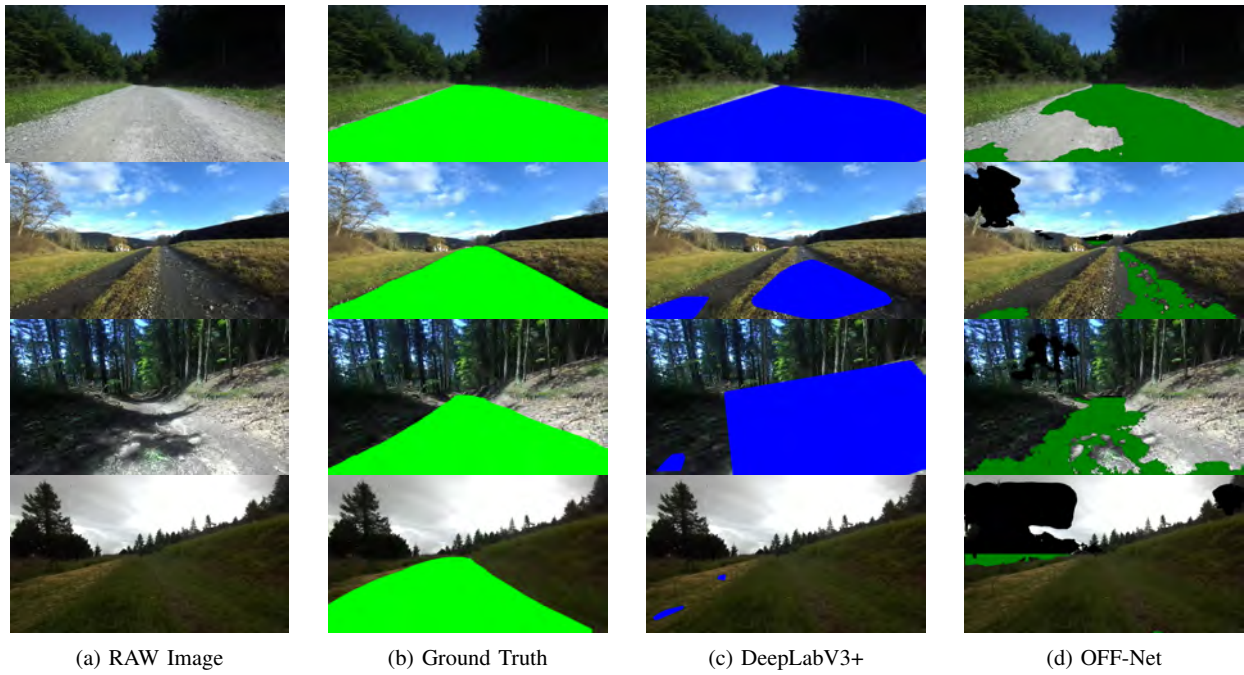 (a) RAW Image
(b) Ground Truth
(c) DeepLabV3+
(d) OFF-Net